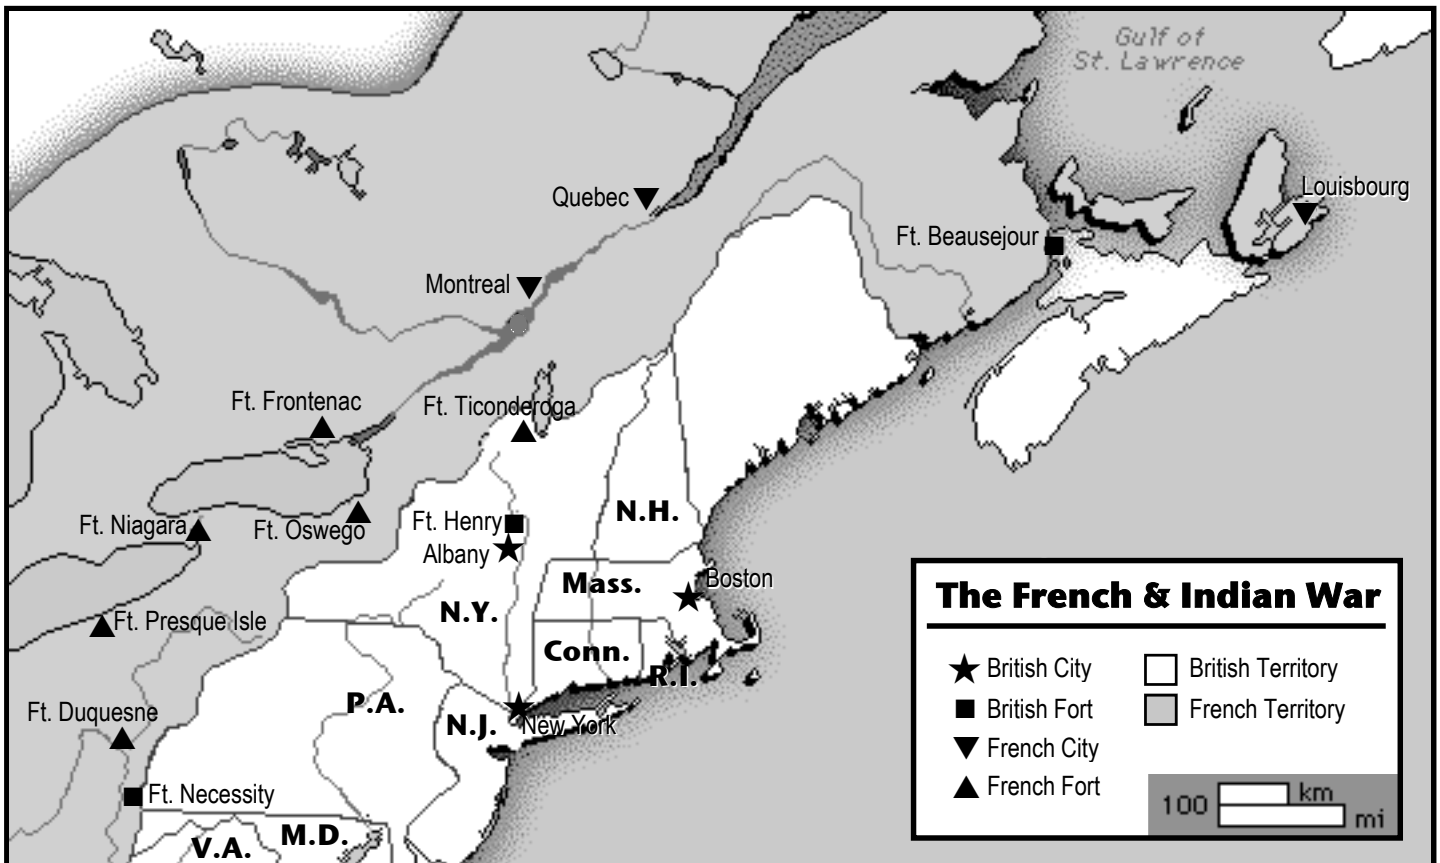 Gulf of
St. Lawrence
Quebec
Louisbourg
Ft. Beausejour
Montreal
Ft. Frontenac
Ft. Ticonderoga
Ft. Niagara
Ft. Oswego
Ft. Henry
Albany
N.H.
Mass.
Boston
N.Y.
Ft. Presque Isle
Conn.
R.I.
P.A.
Ft. Duquesne
N.J.
New York
Ft. Necessity
M.D.
V.A.
The French & Indian War
British City
British Territory
British Fort
French Territory
French City
French Fort
100
km
mi